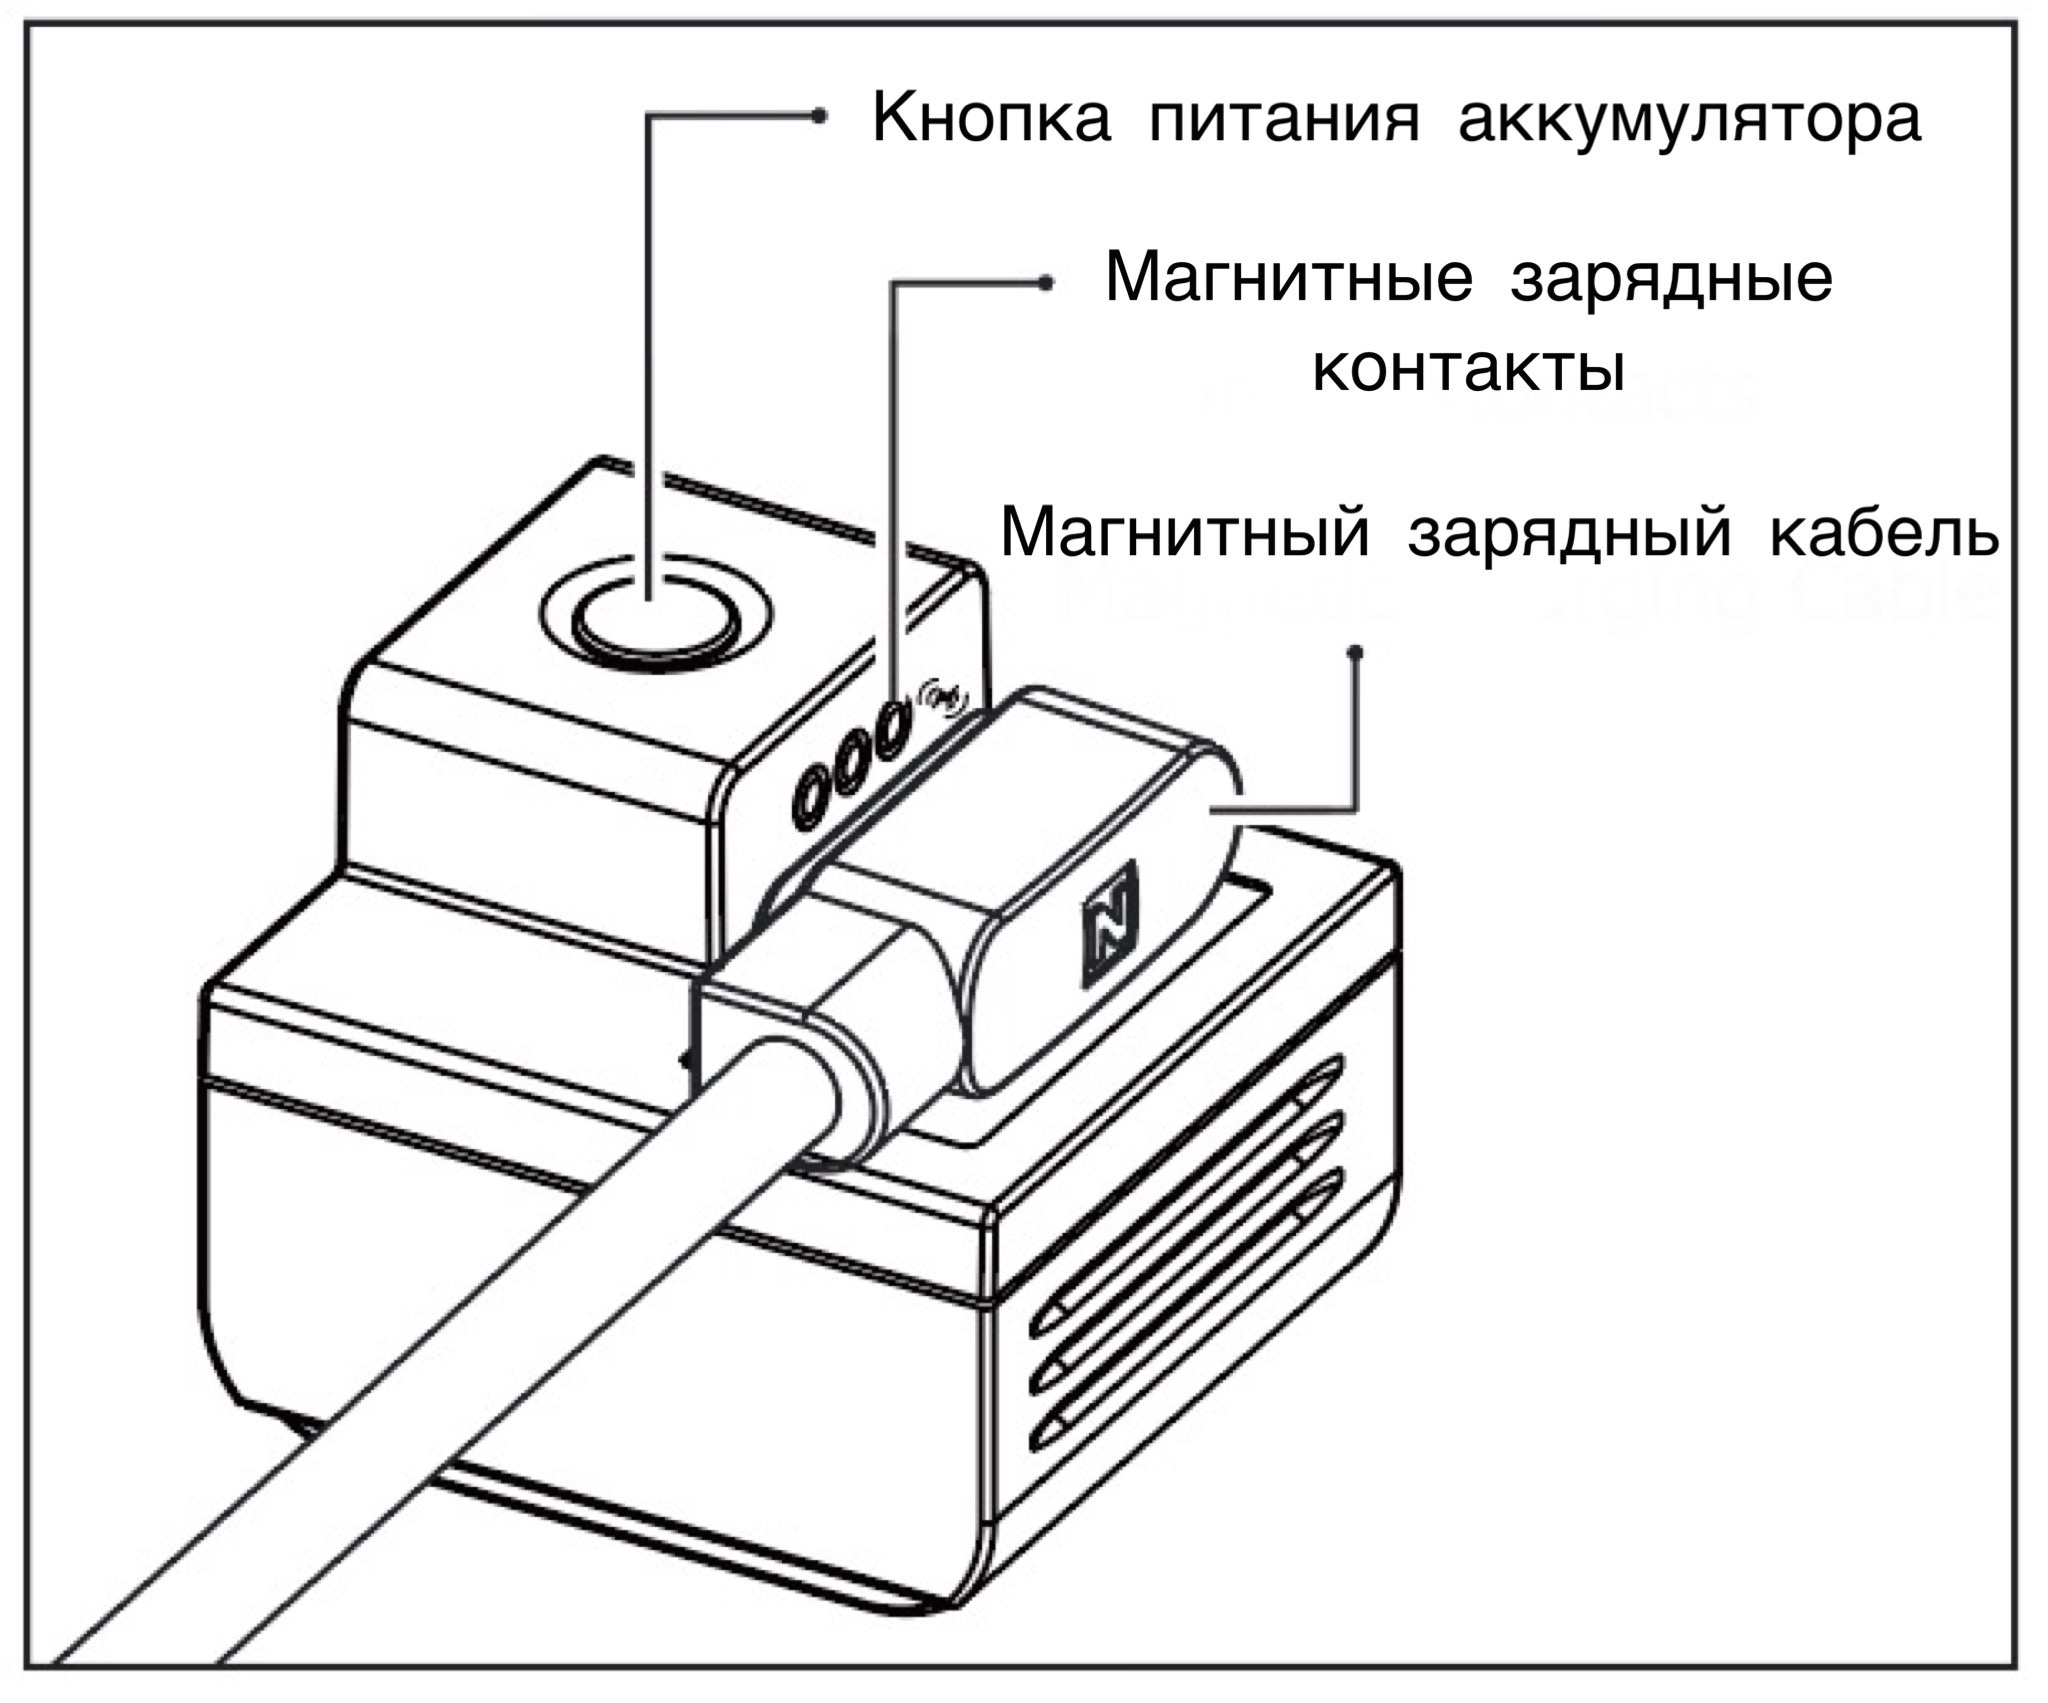 Кнопка питания аккумулятора
Магнитные зарядные
контакты
Магнитный зарядный кабель
N